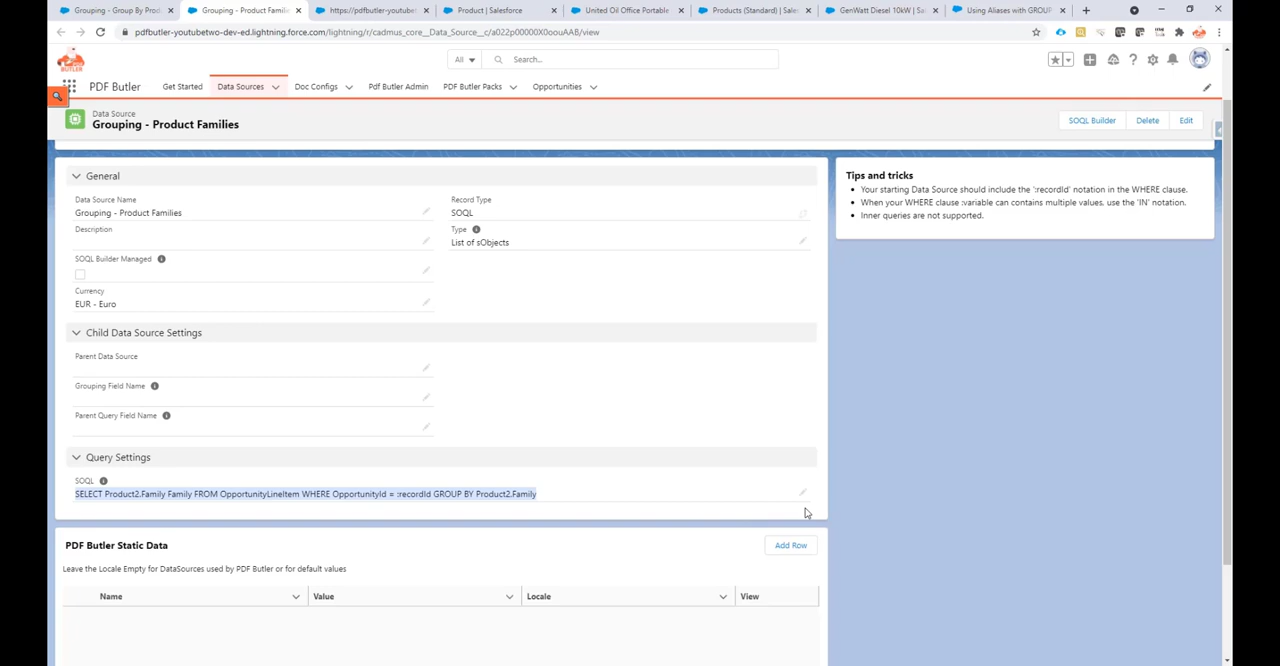 Grouping - Group By Prod
Grouping - Product Familie
https://pdfbutler-youtubet
Product | Salesforce
United Oil Office Portable
Products (Standard) | Sale
GenWatt Diesel 10kW | Sa
Using Aliases with GROUP
pdfbutler-youtubetwo-dev-ed.lightning.force.com/lightning/r/cadmus_core__Data_Source__c/a022p00000X0oouAAB/view
All
Search...
PDF BUTLER
PDF Butler
Get Started
Data Sources
Doc Configs
Pdf Butler Admin
PDF Butler Packs
Opportunities
Data Source
Grouping - Product Families
SOQL Builder
Delete
Edit
General
Data Source Name
Grouping - Product Families
Record Type
SOQL
Description
Type
List of sObjects
SOQL Builder Managed
Currency
EUR - Euro
Child Data Source Settings
Parent Data Source
Grouping Field Name
Parent Query Field Name
Query Settings
SOQL
SELECT Product2.Family Family FROM OpportunityLineItem WHERE OpportunityId = :recordId GROUP BY Product2.Family
Tips and tricks
Your starting Data Source should include the ':recordId' notation in the WHERE clause.
When your WHERE clause :variable can contains multiple values, use the 'IN' notation.
Inner queries are not supported.
PDF Butler Static Data
Add Row
Leave the Locale Empty for DataSources used by PDF Butler or for default values
Name
Value
Locale
View